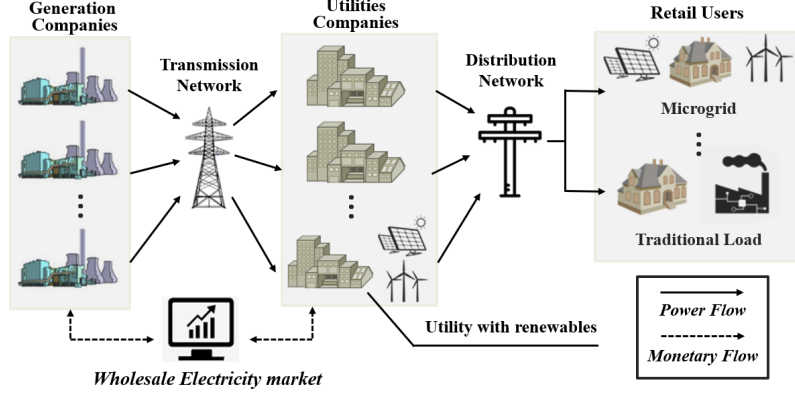 Generation
Companies
Utilities
Companies
Retail Users
Transmission
Network
Distribution
Network
Microgrid
Traditional Load
Utility with renewables
Wholesale Electricity market
Power Flow
Monetary Flow